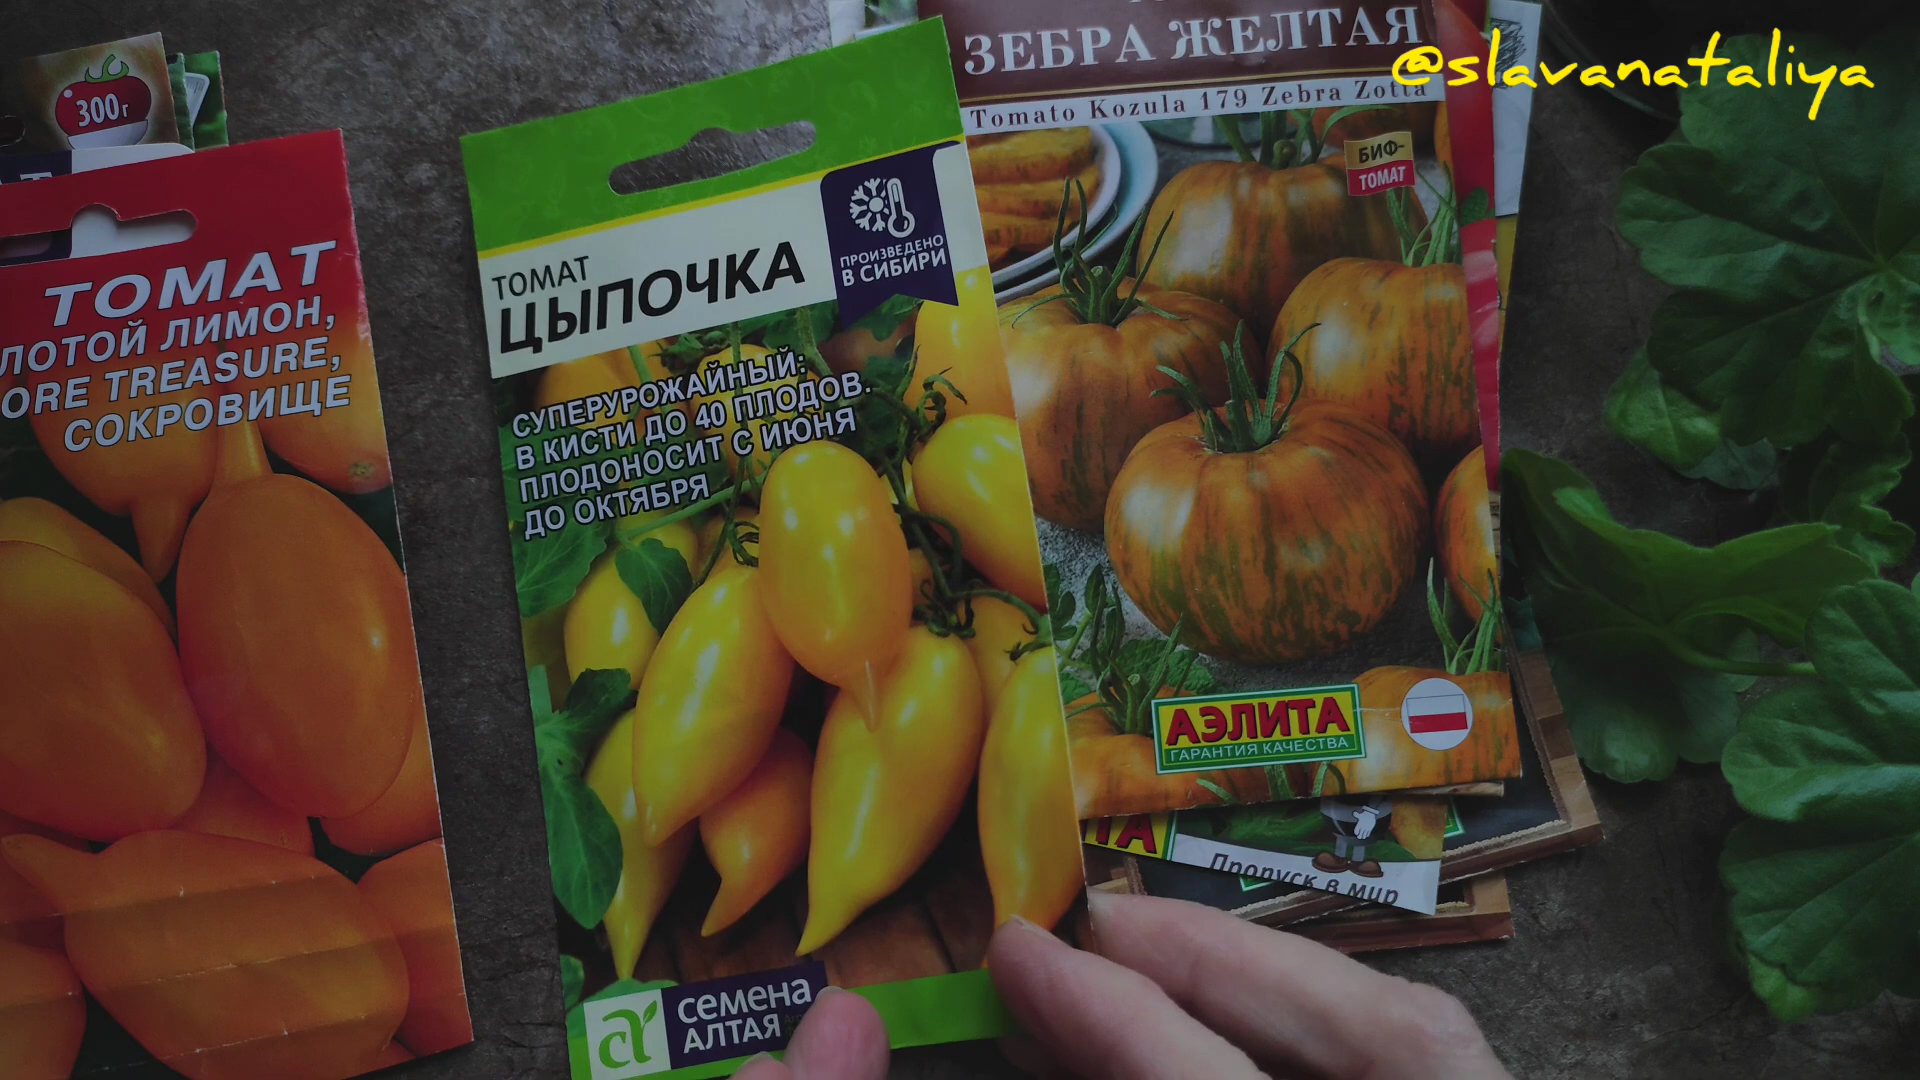 @slavanataliya
300г
ТОМАТ
ЛОТОЙ ЛИМОН,
ORE TREASURE,
СОКРОВИЩЕ
ТОМАТ
ЦЫПОЧКА
ПРОИЗВЕДЕНО
В СИБИРИ
СУПЕРУРОЖАЙНЫЙ:
В КИСТИ ДО 40 ПЛОДОВ.
ПЛОДОНОСИТ С ИЮНЯ
ДО ОКТЯБРЯ
семена
АЛТАЯ
ЗЕБРА ЖЕЛТАЯ
Tomato Kozula 179 Zebra Zotta
БИФ-
ТОМАТ
АЭЛИТА
ГАРАНТИЯ КАЧЕСТВА
ТА
Пропуск в мир